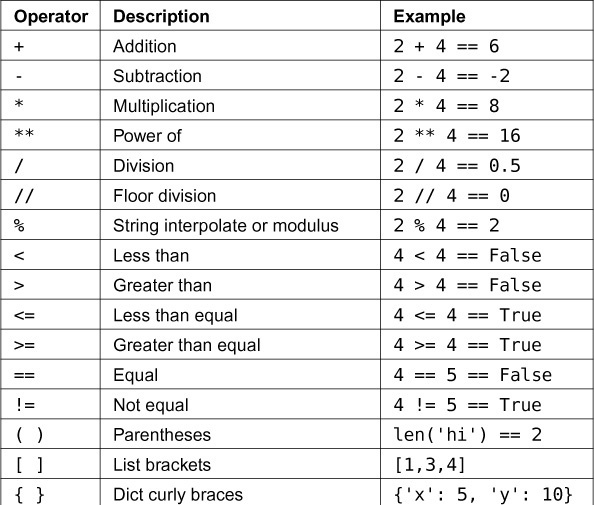 Operator Description Example
+ Addition 2 + 4 == 6
- Subtraction 2 - 4 == -2
* Multiplication 2 * 4 == 8
** Power of 2 ** 4 == 16
/ Division 2 / 4 == 0.5
// Floor division 2 // 4 == 0
% String interpolate or modulus 2 % 4 == 2
< Less than 4 < 4 == False
> Greater than 4 > 4 == False
<= Less than equal 4 <= 4 == True
>= Greater than equal 4 >= 4 == True
== Equal 4 == 5 == False
!= Not equal 4 != 5 == True
( ) Parentheses len('hi') == 2
[ ] List brackets [1,3,4]
{ } Dict curly braces {'x': 5, 'y': 10}